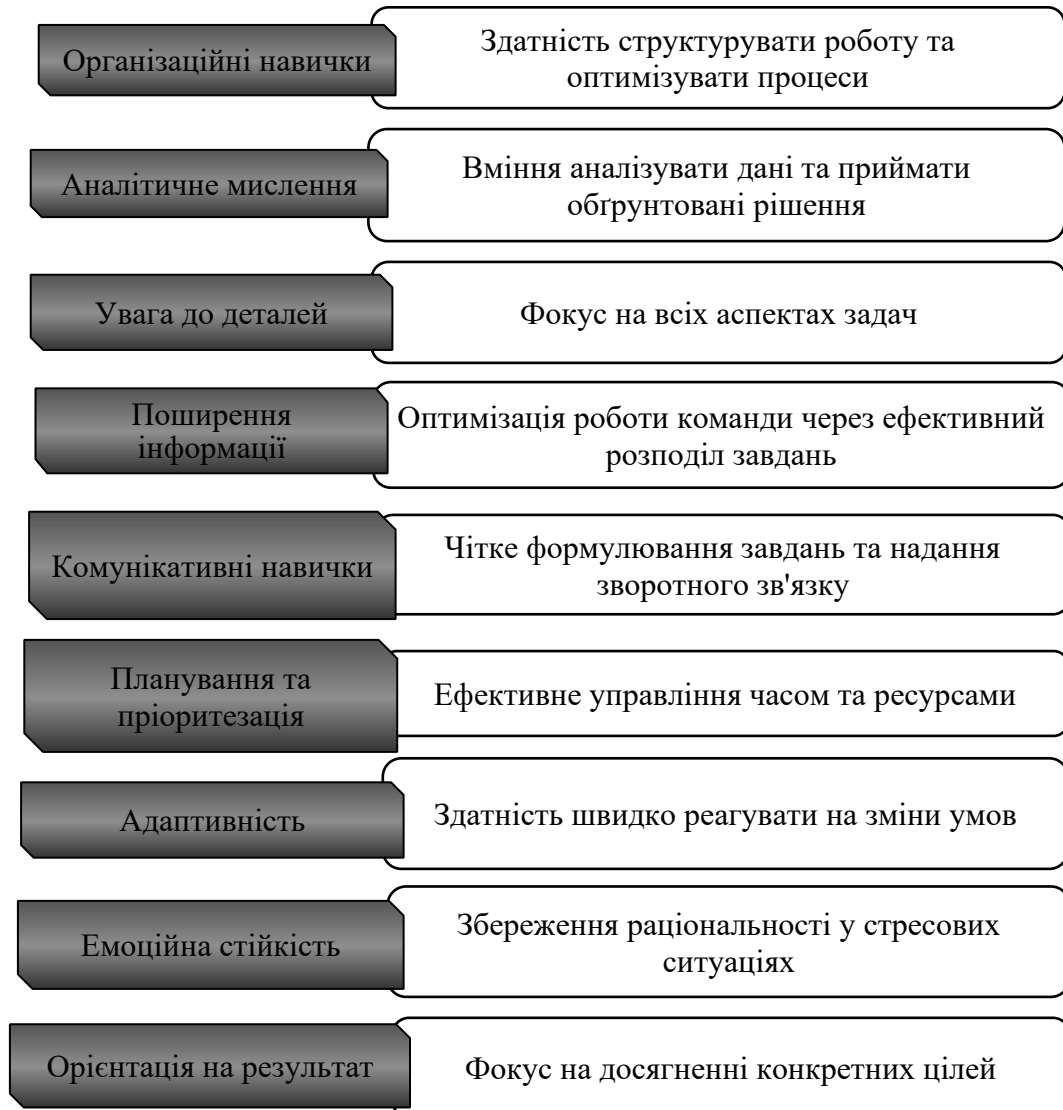 Організаційні навички
Здатність структурувати роботу та
оптимізувати процеси
Аналітичне мислення
Вміння аналізувати дані та приймати
обґрунтовані рішення
Увага до деталей
Фокус на всіх аспектах задач
Поширення
інформації
Оптимізація роботи команди через ефективний
розподіл завдань
Комунікативні навички
Чітке формулювання завдань та надання
зворотного зв'язку
Планування та
пріоритезація
Ефективне управління часом та ресурсами
Адаптивність
Здатність швидко реагувати на зміни умов
Емоційна стійкість
Збереження раціональності у стресових
ситуаціях
Орієнтація на результат
Фокус на досягненні конкретних цілей